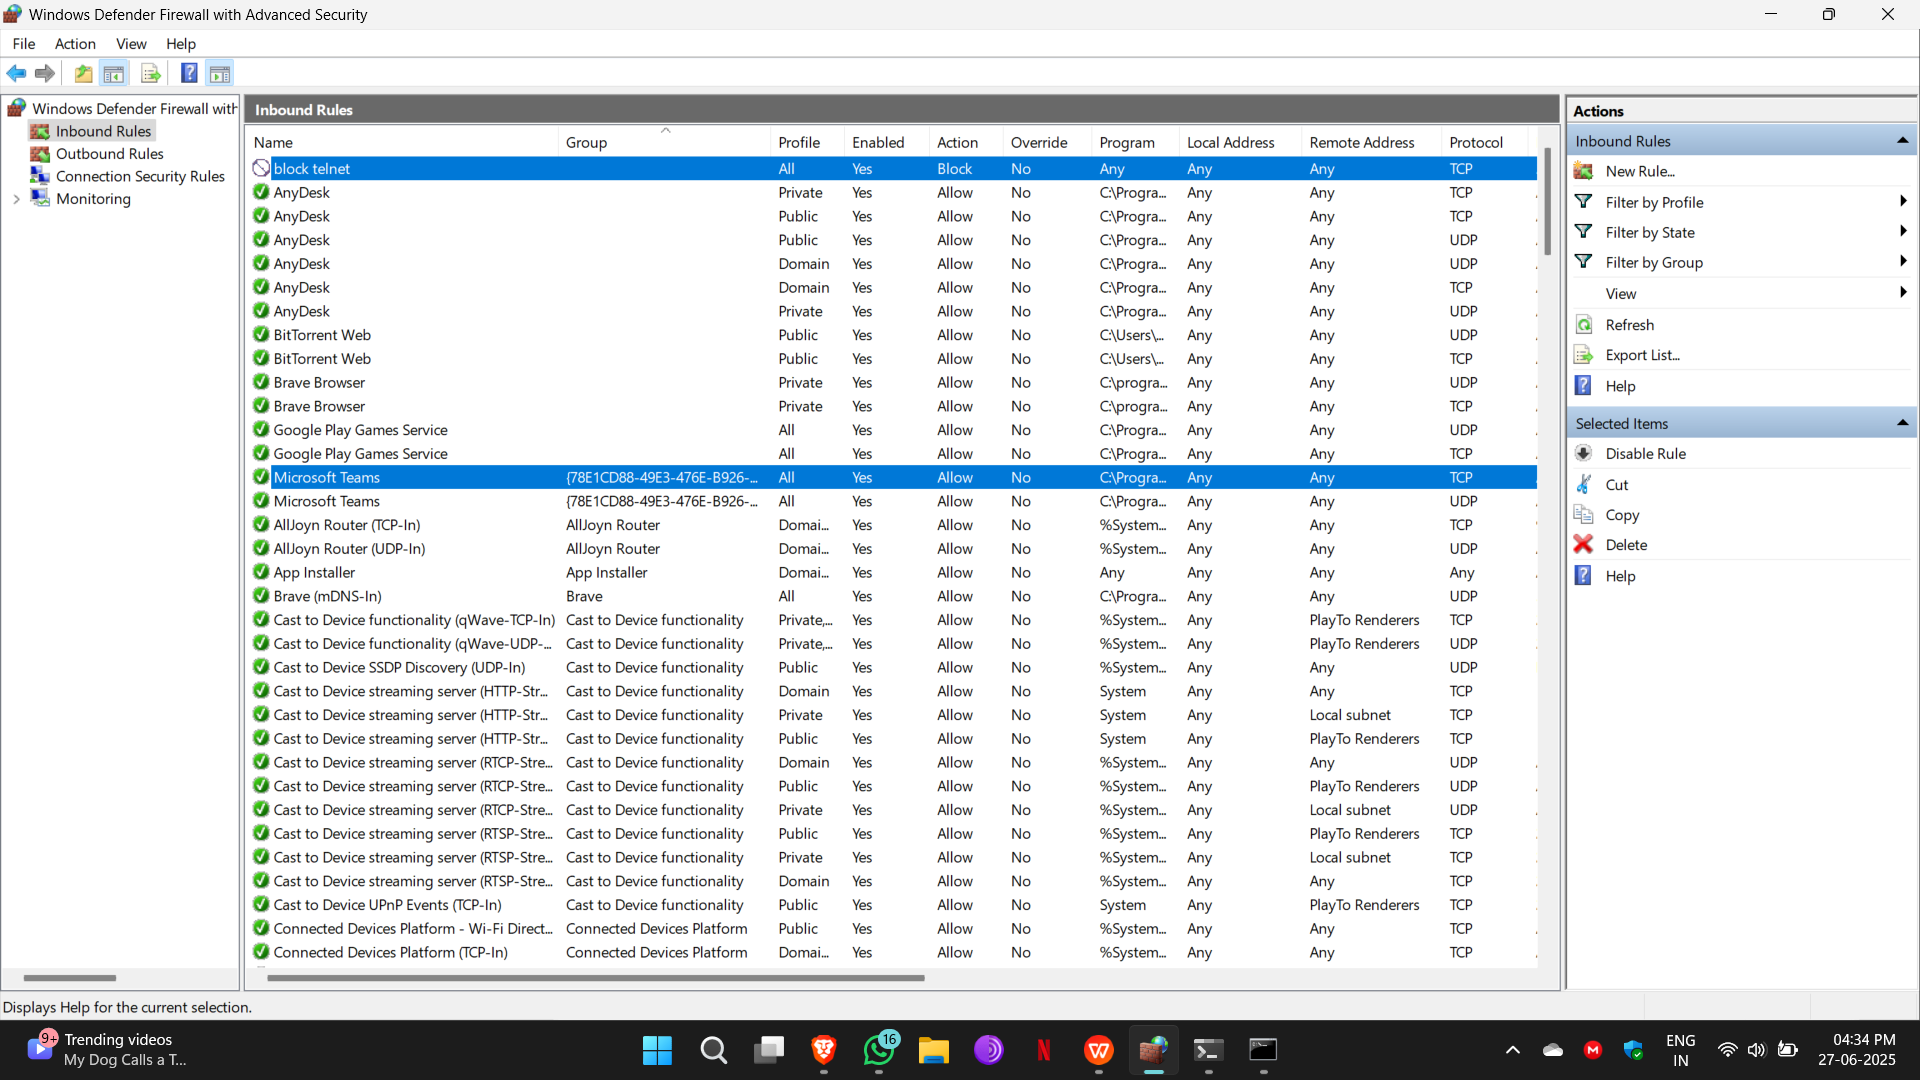 Windows Defender Firewall with Advanced Security
File Action View Help
Windows Defender Firewall with
Inbound Rules
Outbound Rules
Connection Security Rules
Monitoring
Inbound Rules
Name Group Profile Enabled Action Override Program Local Address Remote Address Protocol
block telnet All Yes Block No Any Any Any TCP
AnyDesk Private Yes Allow No C:\Progra... Any Any TCP
AnyDesk Public Yes Allow No C:\Progra... Any Any TCP
AnyDesk Public Yes Allow No C:\Progra... Any Any UDP
AnyDesk Domain Yes Allow No C:\Progra... Any Any UDP
AnyDesk Domain Yes Allow No C:\Progra... Any Any TCP
AnyDesk Private Yes Allow No C:\Progra... Any Any UDP
BitTorrent Web Public Yes Allow No C:\Users\... Any Any UDP
BitTorrent Web Public Yes Allow No C:\Users\... Any Any TCP
Brave Browser Private Yes Allow No C:\progra... Any Any UDP
Brave Browser Private Yes Allow No C:\progra... Any Any TCP
Google Play Games Service All Yes Allow No C:\Progra... Any Any UDP
Google Play Games Service All Yes Allow No C:\Progra... Any Any TCP
Microsoft Teams {78E1CD88-49E3-476E-B926-... All Yes Allow No C:\Progra... Any Any TCP
Microsoft Teams {78E1CD88-49E3-476E-B926-... All Yes Allow No C:\Progra... Any Any UDP
AllJoyn Router (TCP-In) AllJoyn Router Domai... Yes Allow No %System... Any Any TCP
AllJoyn Router (UDP-In) AllJoyn Router Domai... Yes Allow No %System... Any Any UDP
App Installer App Installer Domai... Yes Allow No Any Any Any Any
Brave (mDNS-In) Brave All Yes Allow No C:\Progra... Any Any UDP
Cast to Device functionality (qWave-TCP-In) Cast to Device functionality Private,... Yes Allow No %System... Any PlayTo Renderers TCP
Cast to Device functionality (qWave-UDP-... Cast to Device functionality Private,... Yes Allow No %System... Any PlayTo Renderers UDP
Cast to Device SSDP Discovery (UDP-In) Cast to Device functionality Public Yes Allow No %System... Any Any UDP
Cast to Device streaming server (HTTP-Str... Cast to Device functionality Domain Yes Allow No System Any Any TCP
Cast to Device streaming server (HTTP-Str... Cast to Device functionality Private Yes Allow No System Any Local subnet TCP
Cast to Device streaming server (HTTP-Str... Cast to Device functionality Public Yes Allow No System Any PlayTo Renderers TCP
Cast to Device streaming server (RTCP-Stre... Cast to Device functionality Domain Yes Allow No %System... Any Any UDP
Cast to Device streaming server (RTCP-Stre... Cast to Device functionality Public Yes Allow No %System... Any PlayTo Renderers UDP
Cast to Device streaming server (RTCP-Stre... Cast to Device functionality Private Yes Allow No %System... Any Local subnet UDP
Cast to Device streaming server (RTSP-Stre... Cast to Device functionality Public Yes Allow No %System... Any PlayTo Renderers TCP
Cast to Device streaming server (RTSP-Stre... Cast to Device functionality Private Yes Allow No %System... Any Local subnet TCP
Cast to Device streaming server (RTSP-Stre... Cast to Device functionality Domain Yes Allow No %System... Any Any TCP
Cast to Device UPnP Events (TCP-In) Cast to Device functionality Public Yes Allow No System Any PlayTo Renderers TCP
Connected Devices Platform - Wi-Fi Direct... Connected Devices Platform Public Yes Allow No %System... Any Any TCP
Connected Devices Platform (TCP-In) Connected Devices Platform Domai... Yes Allow No %System... Any Any TCP
Actions
Inbound Rules
New Rule...
Filter by Profile
Filter by State
Filter by Group
View
Refresh
Export List...
Help
Selected Items
Disable Rule
Cut
Copy
Delete
Help
Displays Help for the current selection.
9+
Trending videos
My Dog Calls a T...
16
ENG
IN
04:34 PM
27-06-2025